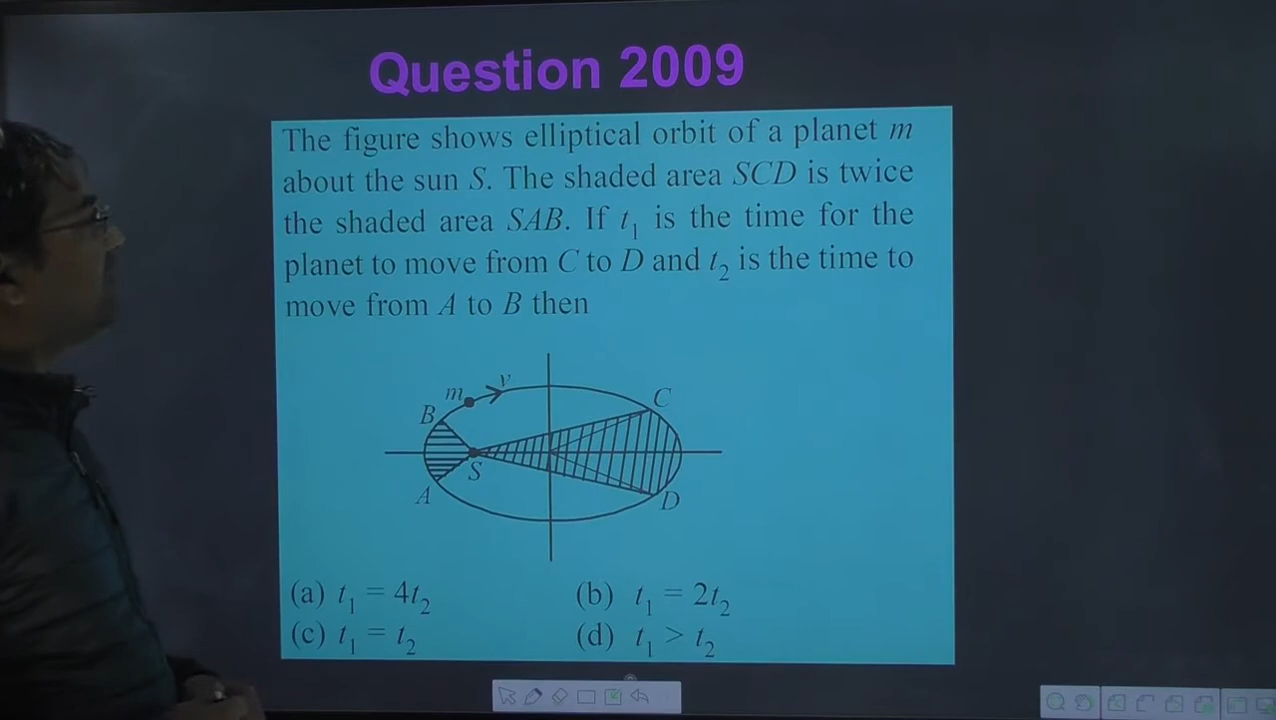 Question 2009
The figure shows elliptical orbit of a planet m
about the sun S. The shaded area SCD is twice
the shaded area SAB. If t₁ is the time for the
planet to move from C to D and t₂ is the time to
move from A to B then
m v
B C
S
A D
(a) t₁ = 4t₂ (b) t₁ = 2t₂
(c) t₁ = t₂ (d) t₁ > t₂